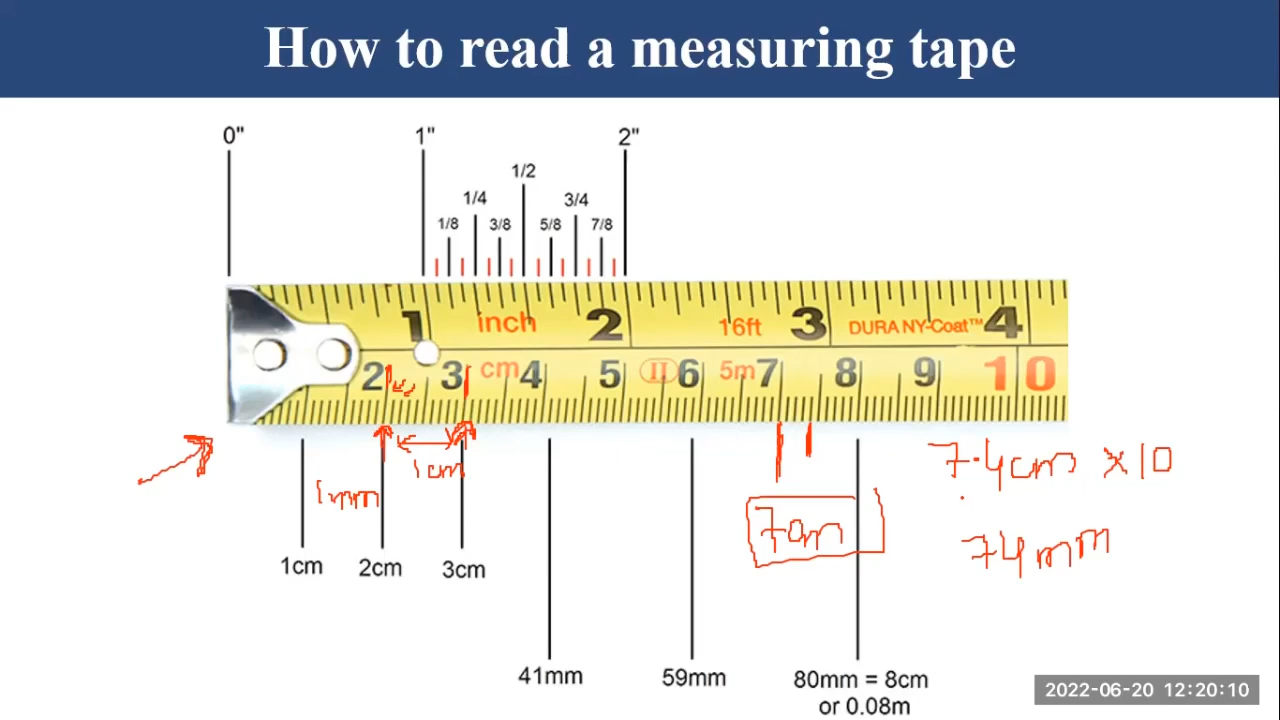 How to read a measuring tape
0" 1" 2"
1/2
1/4 3/4
1/8 3/8 5/8 7/8
1 inch 2 16ft 3 DURA NY-Coat™ 4
2 3 cm 4 5 II 6 5m 7 8 9 10
7.4cm x10
1cm
1mm
7cm
74mm
1cm 2cm 3cm
41mm 59mm 80mm = 8cm
or 0.08m
2022-06-20 12:20:10